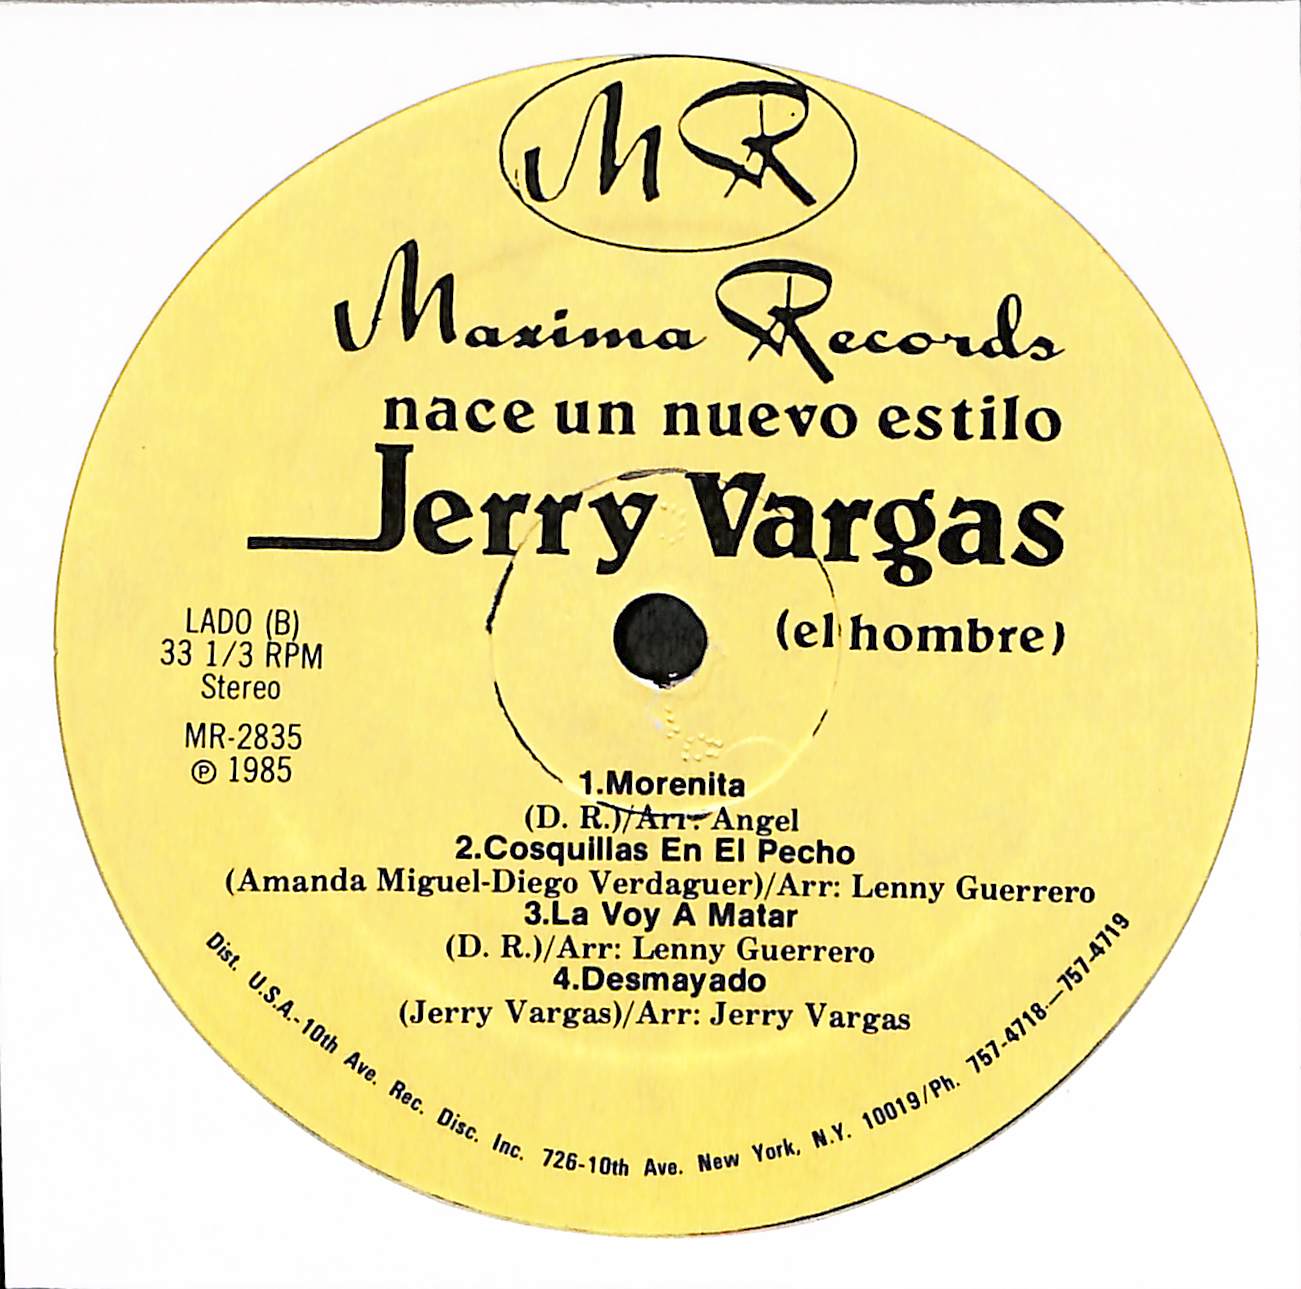 MR
Maxima Records
nace un nuevo estilo
Jerry Vargas
(el hombre)
LADO (B)
33 1/3 RPM
Stereo
MR-2835
℗ 1985
1.Morenita
(D. R.)/Arr: Angel
2.Cosquillas En El Pecho
(Amanda Miguel-Diego Verdaguer)/Arr: Lenny Guerrero
3.La Voy A Matar
(D. R.)/Arr: Lenny Guerrero
4.Desmayado
(Jerry Vargas)/Arr: Jerry Vargas
Dist. U.S.A.-10th Ave. Rec. Disc. Inc. 726-10th Ave. New York, N.Y. 10019/Ph. 757-4718-—757-4719